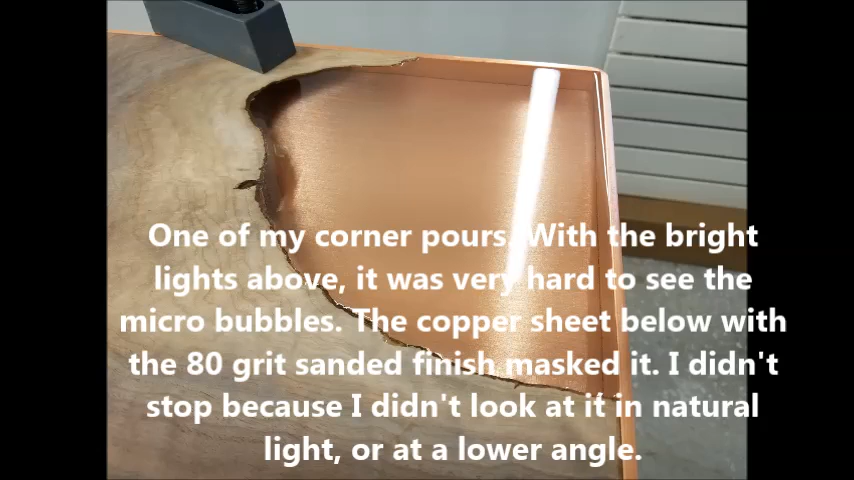 One of my corner pours. With the bright
lights above, it was very hard to see the
micro bubbles. The copper sheet below with
the 80 grit sanded finish masked it. I didn't
stop because I didn't look at it in natural
light, or at a lower angle.